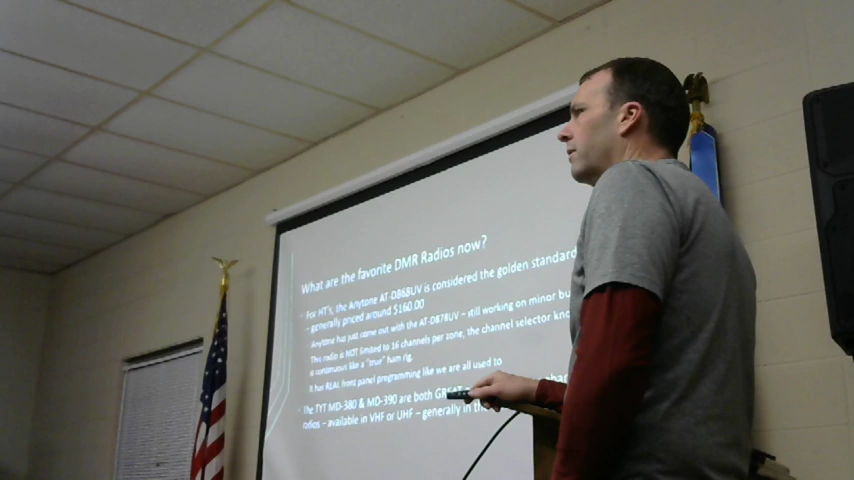 What are the favorite DMR Radios now?
For HT's, the Anytone AT-D868UV is considered the golden standard
– generally priced around $160.00
Anytone has just come out with the AT-D878UV – still working on minor
This radio is NOT limited to 16 channels per zone, the channel selector
is continuous like a "true" ham rig.
It has REAL front panel programming like we are all used to
The TYT MD-380 & MD-390 are both
radios – available in VHF or UHF – generally in